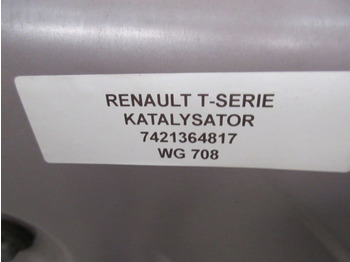 RENAULT T-SERIE
KATALYSATOR
7421364817
WG 708